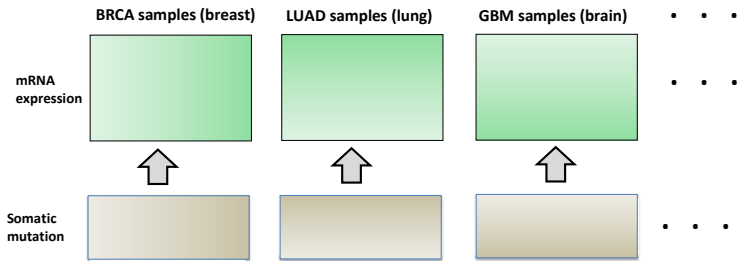 BRCA samples (breast)
LUAD samples (lung)
GBM samples (brain)
. . .
mRNA
expression
. . .
Somatic
mutation
. . .